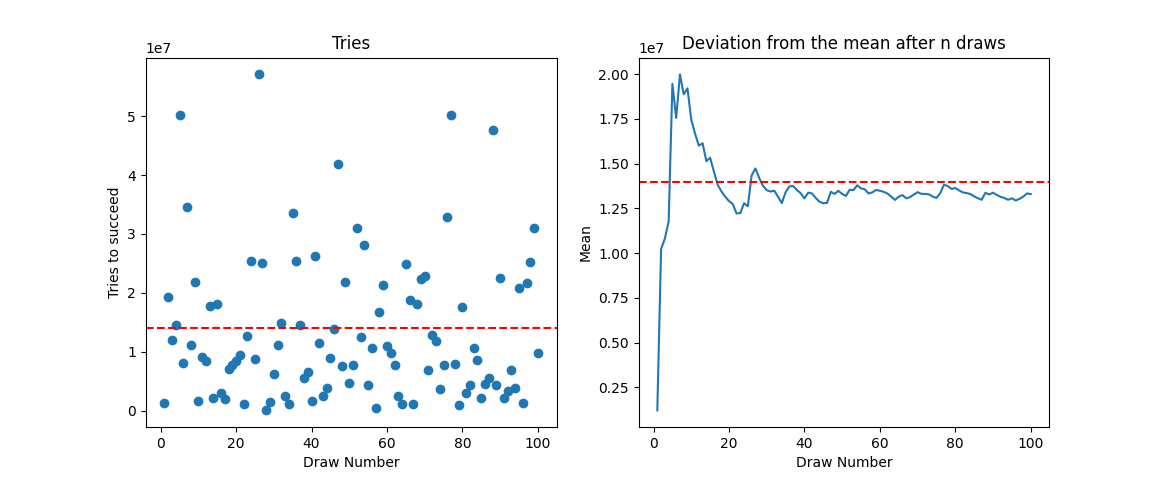 Tries
1e7
5
4
3
2
1
0
Tries to succeed
0 20 40 60 80 100
Draw Number
Deviation from the mean after n draws
1e7
2.00
1.75
1.50
1.25
1.00
0.75
0.50
0.25
Mean
0 20 40 60 80 100
Draw Number